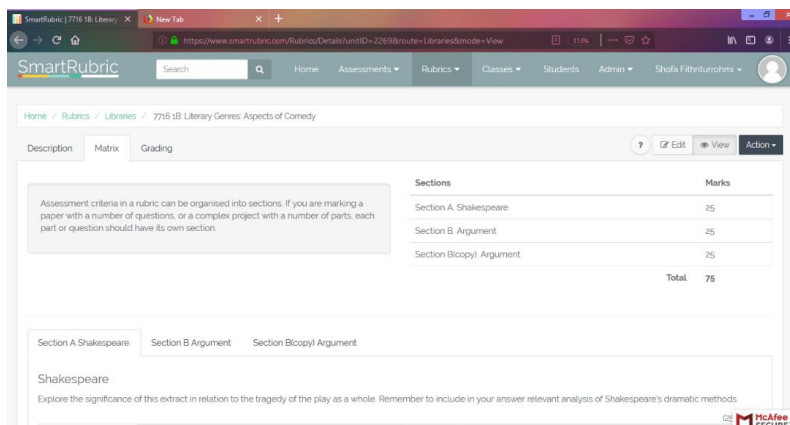 SmartRubric | 7716 1B: Literary
New Tab
https://www.smartrubric.com/Rubrics/Details?unitID=2269&route=Libraries&mode=View
113%
SmartRubric
Search
Home
Assessments
Rubrics
Classes
Students
Admin
Shofa Fithriturrohmi
Home / Rubrics / Libraries / 7716 1B: Literary Genres: Aspects of Comedy
Description
Matrix
Grading
?
Edit
View
Action
Assessment criteria in a rubric can be organised into sections. If you are marking a
paper with a number of questions, or a complex project with a number of parts, each
part or question should have its own section.
Sections Marks
Section A. Shakespeare 25
Section B. Argument 25
Section B(copy). Argument 25
Total 75
Section A Shakespeare
Section B Argument
Section B(copy) Argument
Shakespeare
Explore the significance of this extract in relation to the tragedy of the play as a whole. Remember to include in your answer relevant analysis of Shakespeare's dramatic methods.
McAfee
SECURE